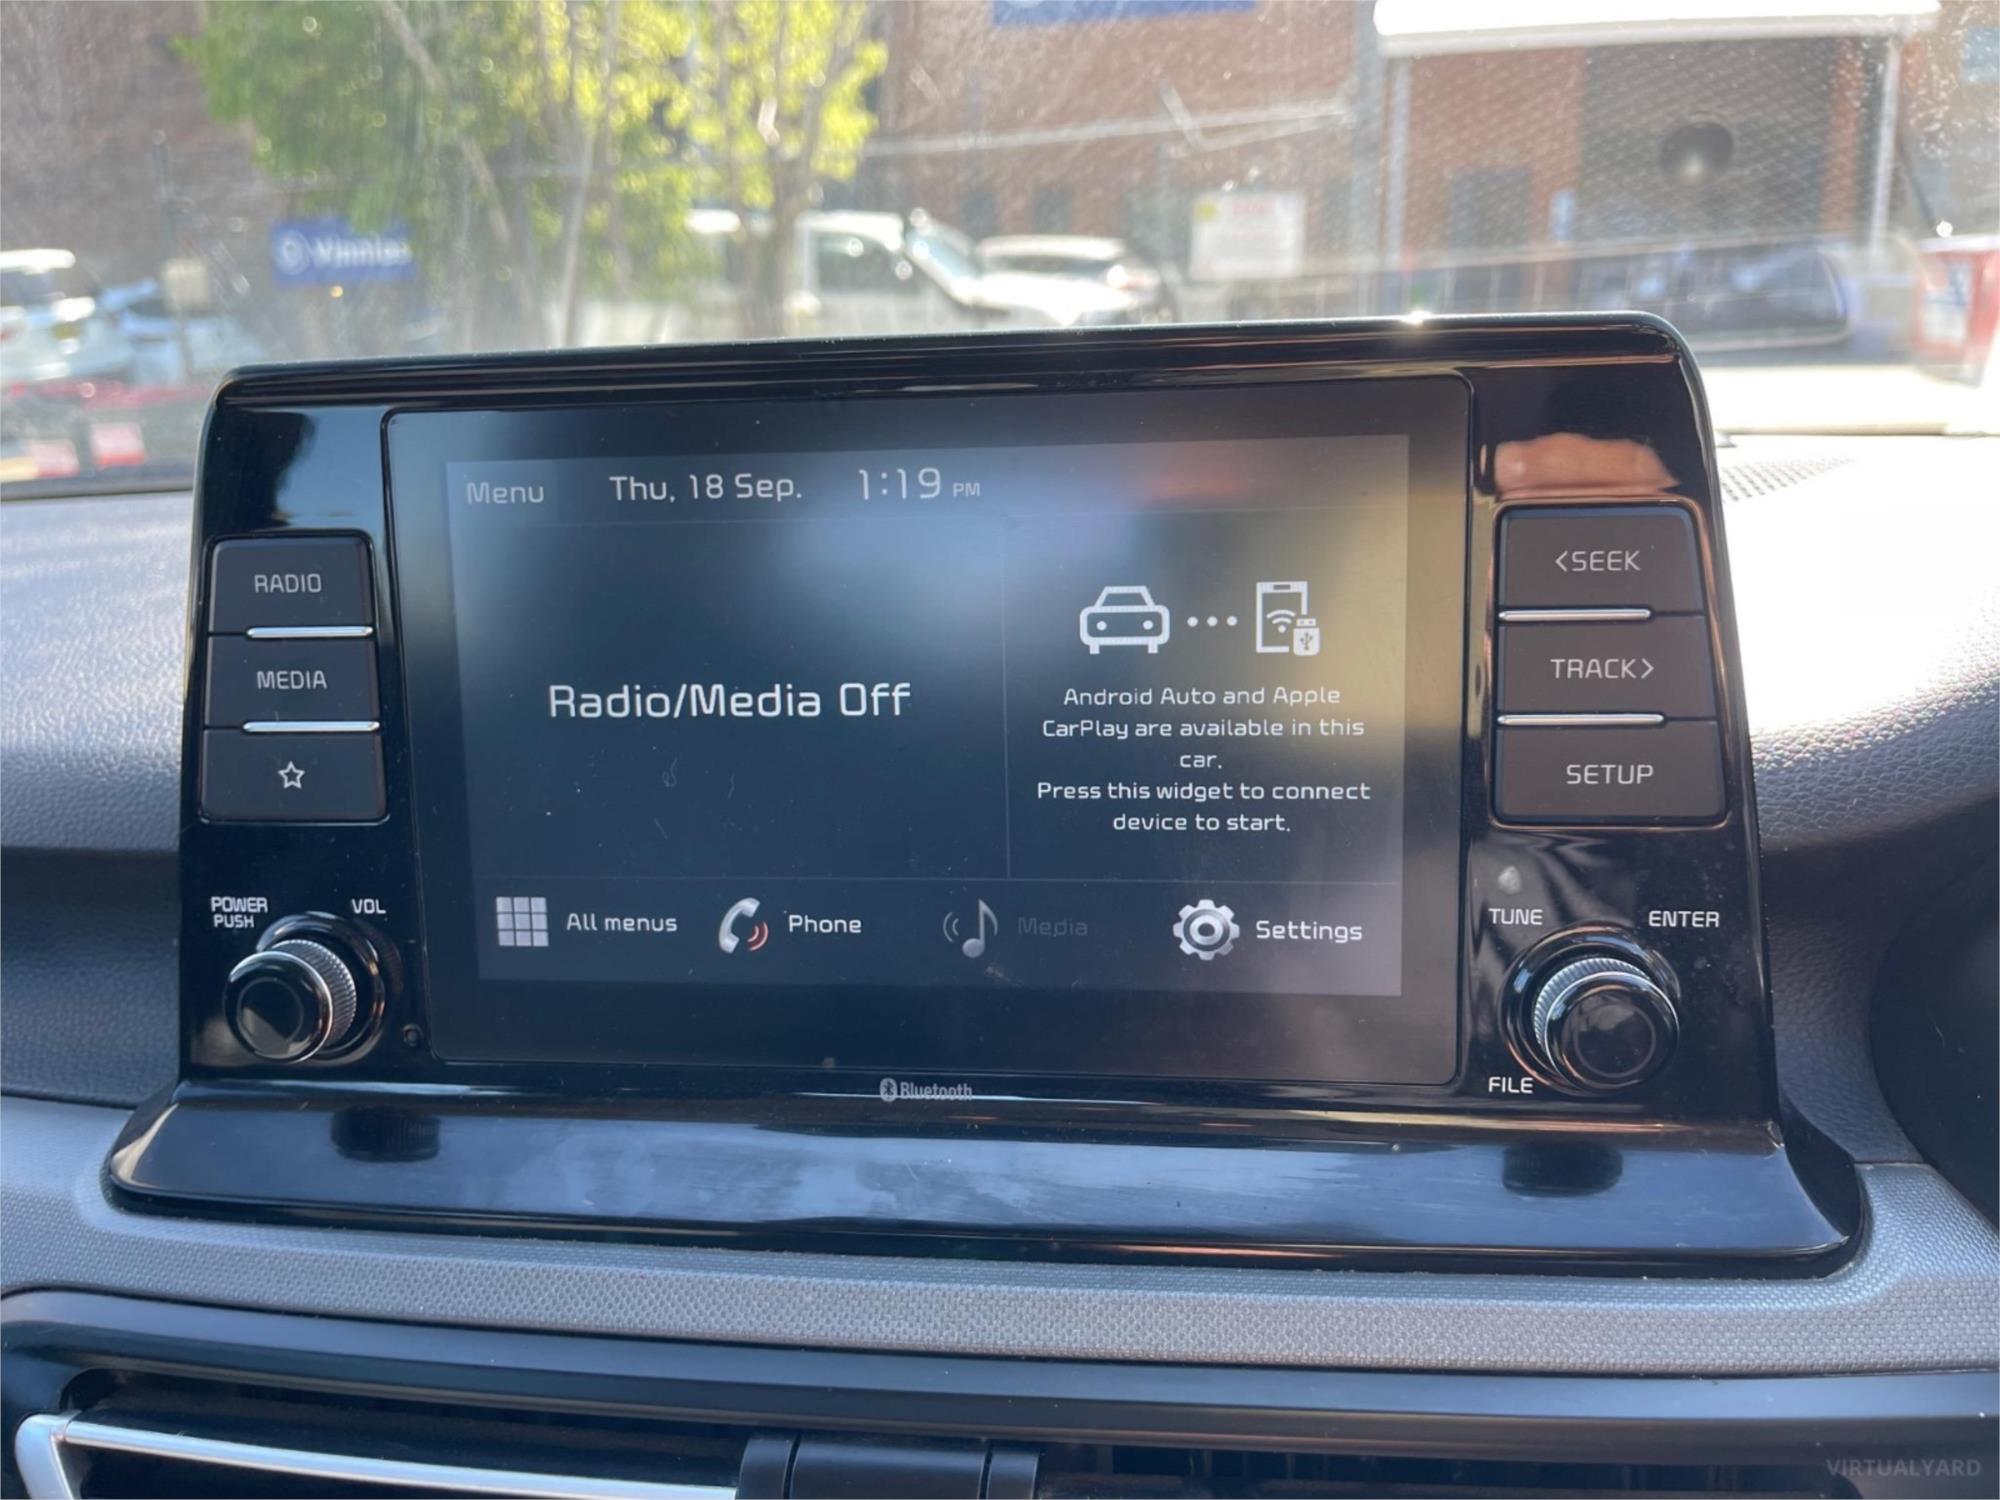 Vinnies
Menu Thu, 18 Sep. 1:19 PM
RADIO
MEDIA
<SEEK
TRACK>
SETUP
Radio/Media Off
Android Auto and Apple
CarPlay are available in this
car.
Press this widget to connect
device to start.
All menus Phone Media Settings
POWER
PUSH
VOL
TUNE
ENTER
FILE
Bluetooth
VIRTUALYARD